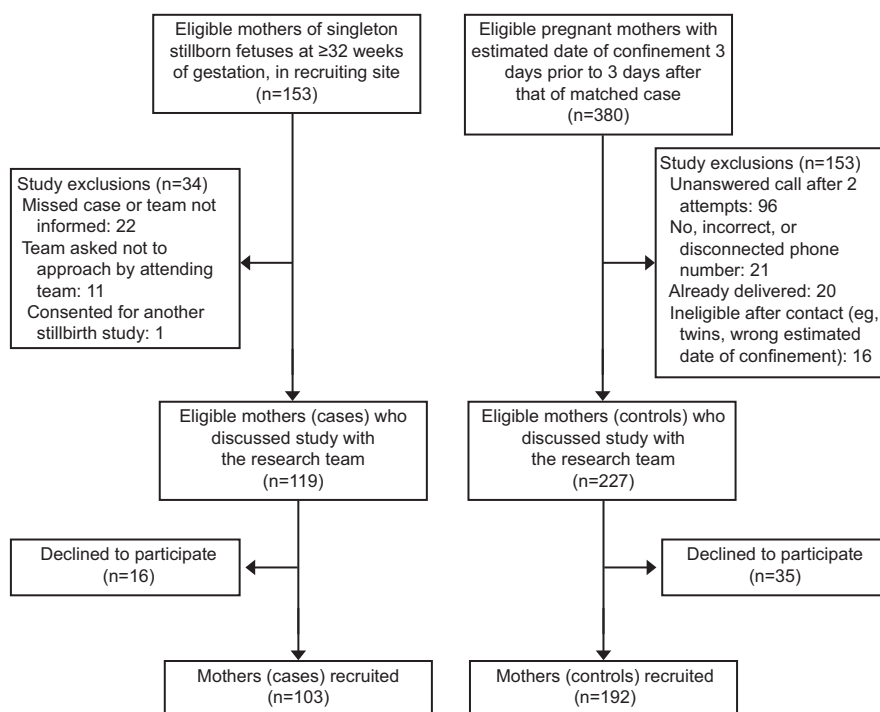 Eligible mothers of singleton
stillborn fetuses at ≥32 weeks
of gestation, in recruiting site
(n=153)
Eligible pregnant mothers with
estimated date of confinement 3
days prior to 3 days after
that of matched case
(n=380)
Study exclusions (n=34)
Missed case or team not
informed: 22
Team asked not to
approach by attending
team: 11
Consented for another
stillbirth study: 1
Study exclusions (n=153)
Unanswered call after 2
attempts: 96
No, incorrect, or
disconnected phone
number: 21
Already delivered: 20
Ineligible after contact (eg,
twins, wrong estimated
date of confinement): 16
Eligible mothers (cases) who
discussed study with
the research team
(n=119)
Eligible mothers (controls) who
discussed study with
the research team
(n=227)
Declined to participate
(n=16)
Declined to participate
(n=35)
Mothers (cases) recruited
(n=103)
Mothers (controls) recruited
(n=192)